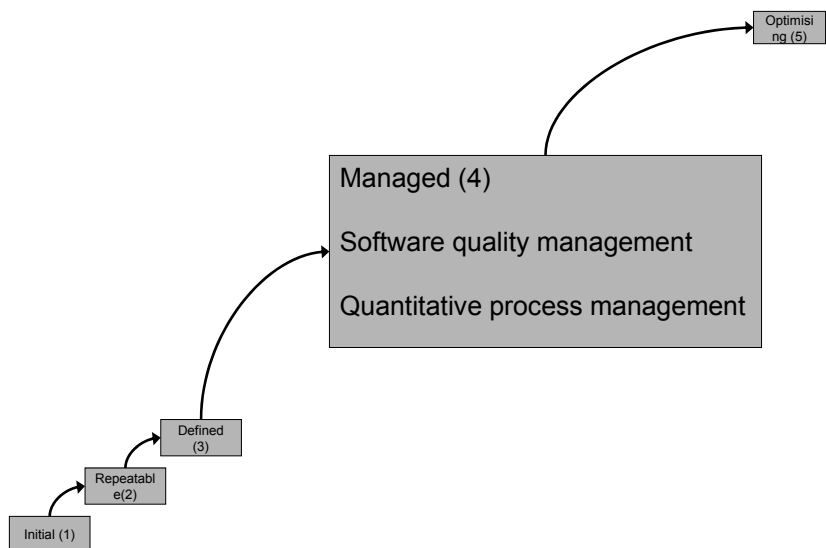 Optimisi
ng (5)
Managed (4)
Software quality management
Quantitative process management
Defined
(3)
Repeatabl
e(2)
Initial (1)